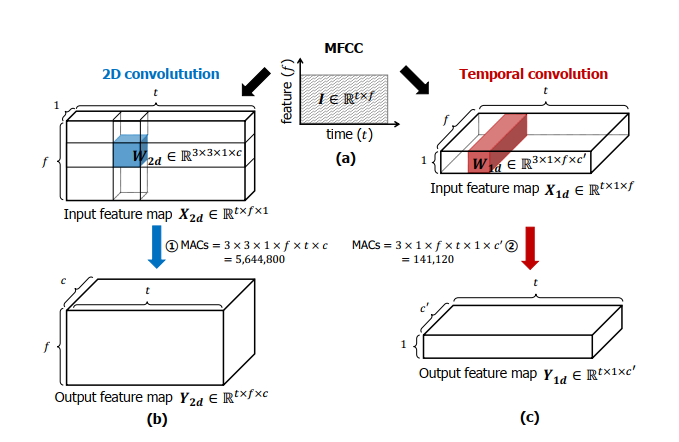 MFCC
2D convolutution
Temporal convolution
feature (f)
I ∈ ℝ^{t×f}
time (t)
(a)
1
t
f
W_{2d} ∈ ℝ^{3×3×1×c}
Input feature map X_{2d} ∈ ℝ^{t×f×1}
t
f
1
W_{1d} ∈ ℝ^{3×1×f×c′}
Input feature map X_{1d} ∈ ℝ^{t×1×f}
① MACs = 3 × 3 × 1 × f × t × c
= 5,644,800
MACs = 3 × 1 × f × t × 1 × c′ ②
= 141,120
c
t
f
Output feature map Y_{2d} ∈ ℝ^{t×f×c}
(b)
t
c′
1
Output feature map Y_{1d} ∈ ℝ^{t×1×c′}
(c)